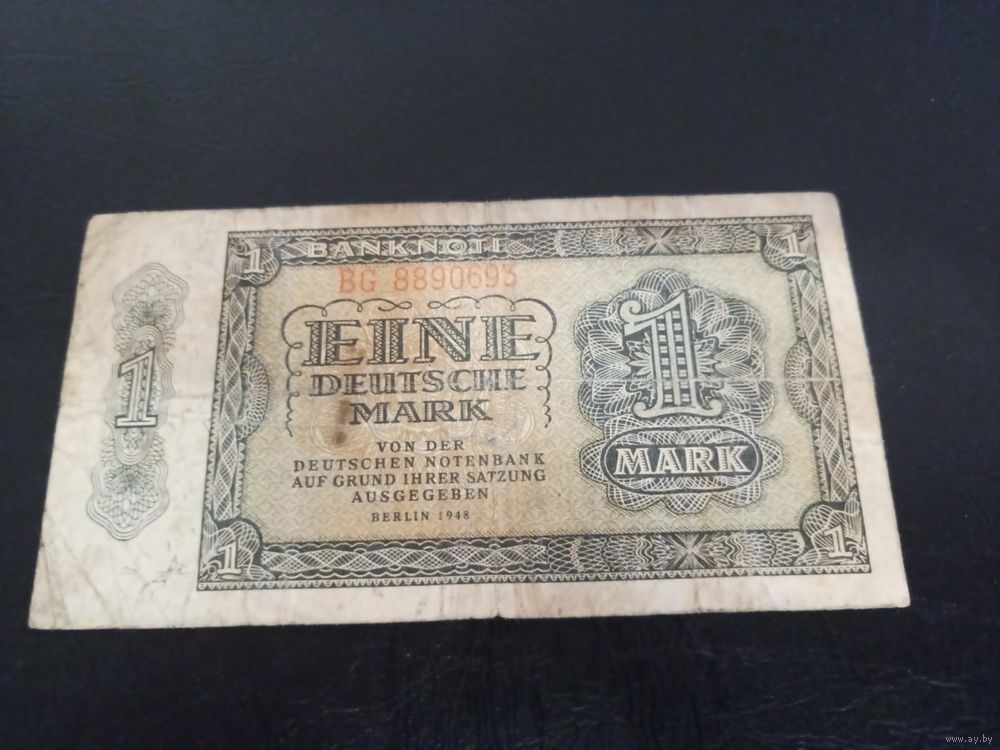 1 BANKNOTE 1
BG 8890693
EINE
DEUTSCHE
MARK
VON DER
DEUTSCHEN NOTENBANK
AUF GRUND IHRER SATZUNG
AUSGEGEBEN
BERLIN 1948
1
1
MARK
1 1
www.ay.by